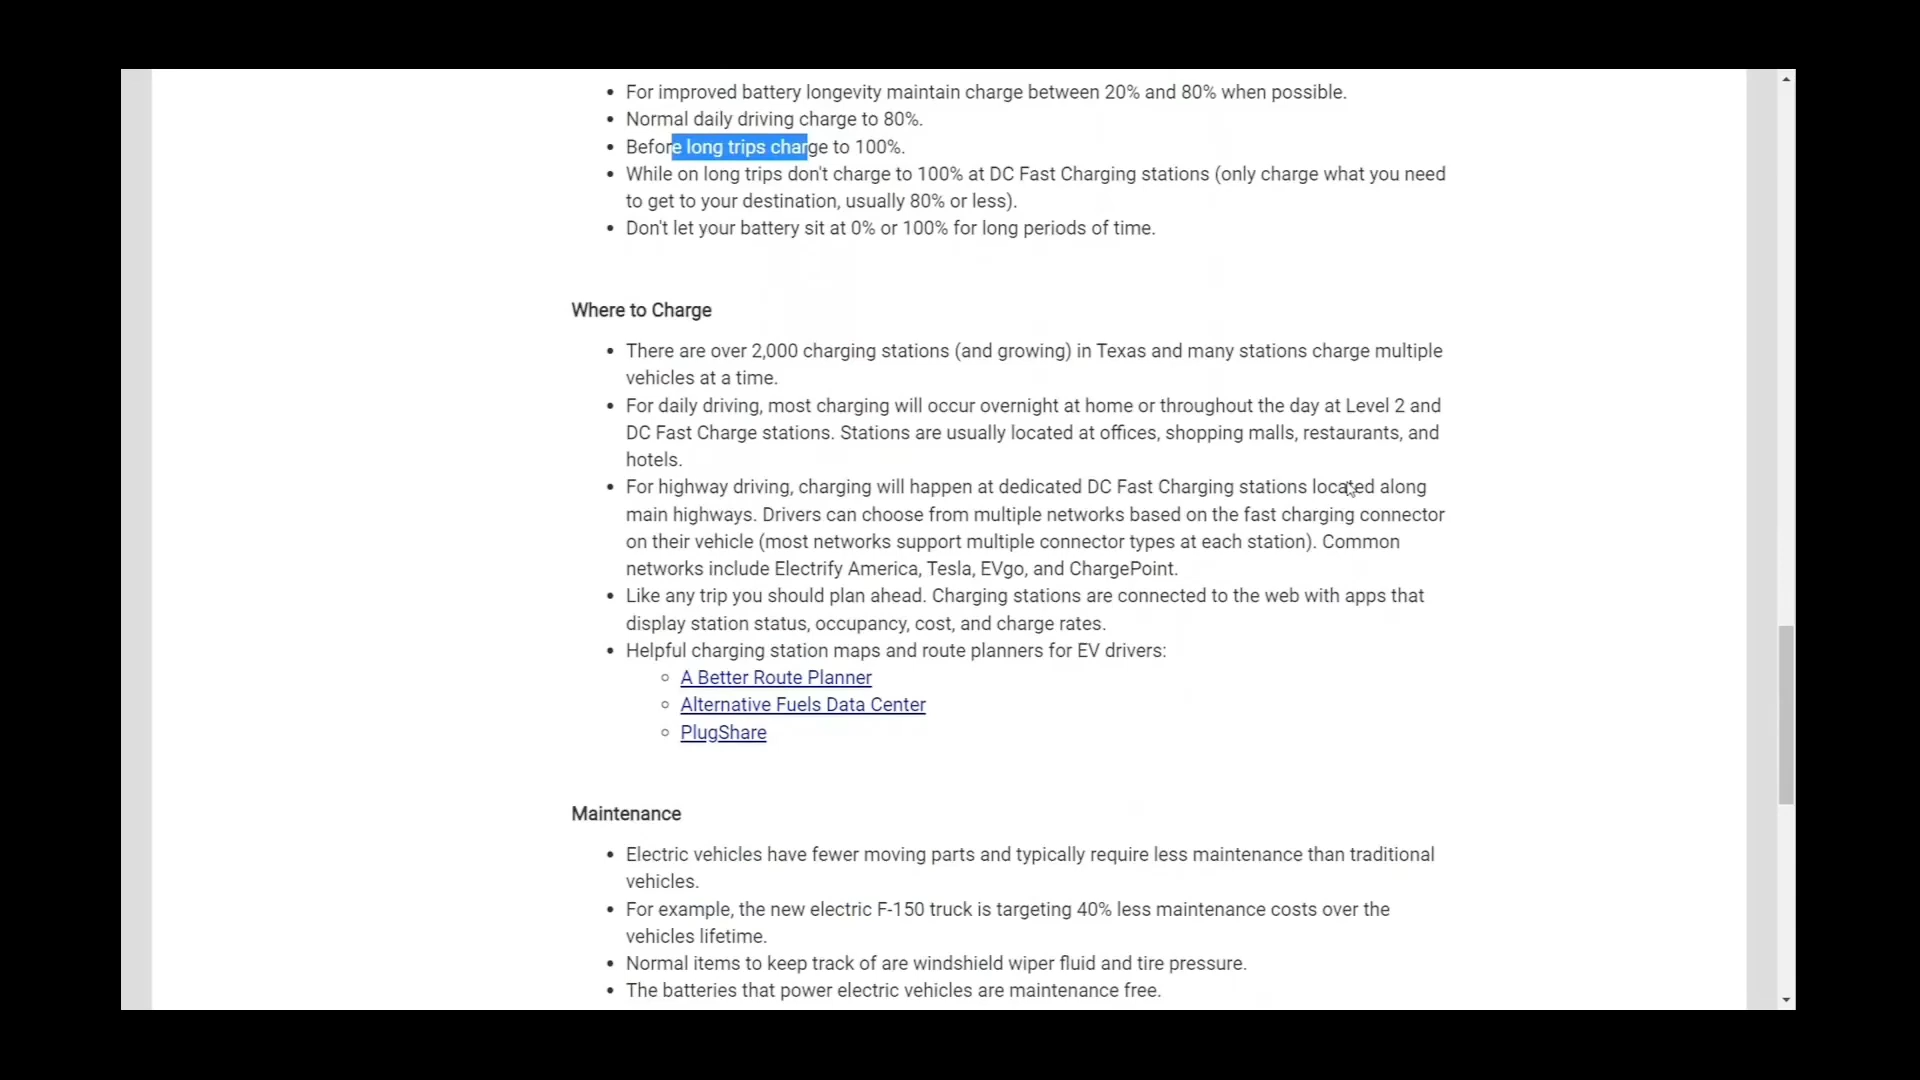 For improved battery longevity maintain charge between 20% and 80% when possible.
Normal daily driving charge to 80%.
Before long trips charge to 100%.
While on long trips don't charge to 100% at DC Fast Charging stations (only charge what you need
to get to your destination, usually 80% or less).
Don't let your battery sit at 0% or 100% for long periods of time.
Where to Charge
There are over 2,000 charging stations (and growing) in Texas and many stations charge multiple
vehicles at a time.
For daily driving, most charging will occur overnight at home or throughout the day at Level 2 and
DC Fast Charge stations. Stations are usually located at offices, shopping malls, restaurants, and
hotels.
For highway driving, charging will happen at dedicated DC Fast Charging stations located along
main highways. Drivers can choose from multiple networks based on the fast charging connector
on their vehicle (most networks support multiple connector types at each station). Common
networks include Electrify America, Tesla, EVgo, and ChargePoint.
Like any trip you should plan ahead. Charging stations are connected to the web with apps that
display station status, occupancy, cost, and charge rates.
Helpful charging station maps and route planners for EV drivers:
A Better Route Planner
Alternative Fuels Data Center
PlugShare
Maintenance
Electric vehicles have fewer moving parts and typically require less maintenance than traditional
vehicles.
For example, the new electric F-150 truck is targeting 40% less maintenance costs over the
vehicles lifetime.
Normal items to keep track of are windshield wiper fluid and tire pressure.
The batteries that power electric vehicles are maintenance free.